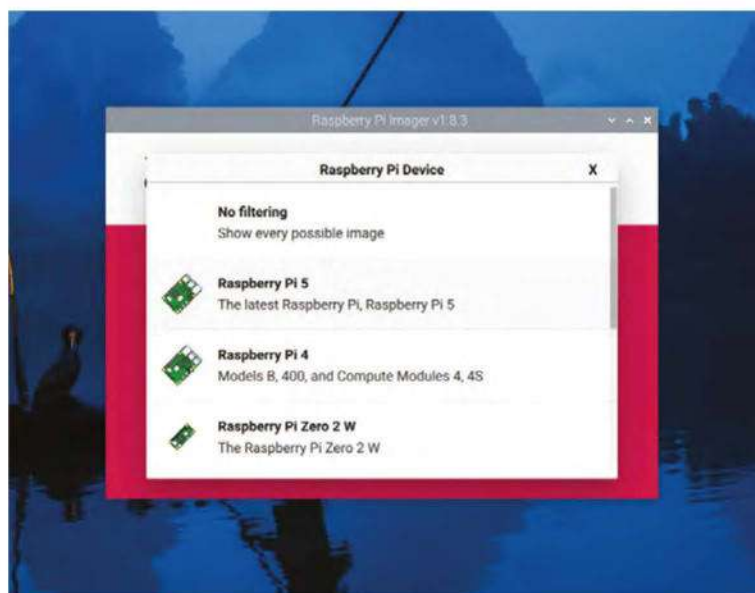 Raspberry Pi Imager v1.8.3
Raspberry Pi Device X
No filtering
Show every possible image
Raspberry Pi 5
The latest Raspberry Pi, Raspberry Pi 5
Raspberry Pi 4
Models B, 400, and Compute Modules 4, 4S
Raspberry Pi Zero 2 W
The Raspberry Pi Zero 2 W